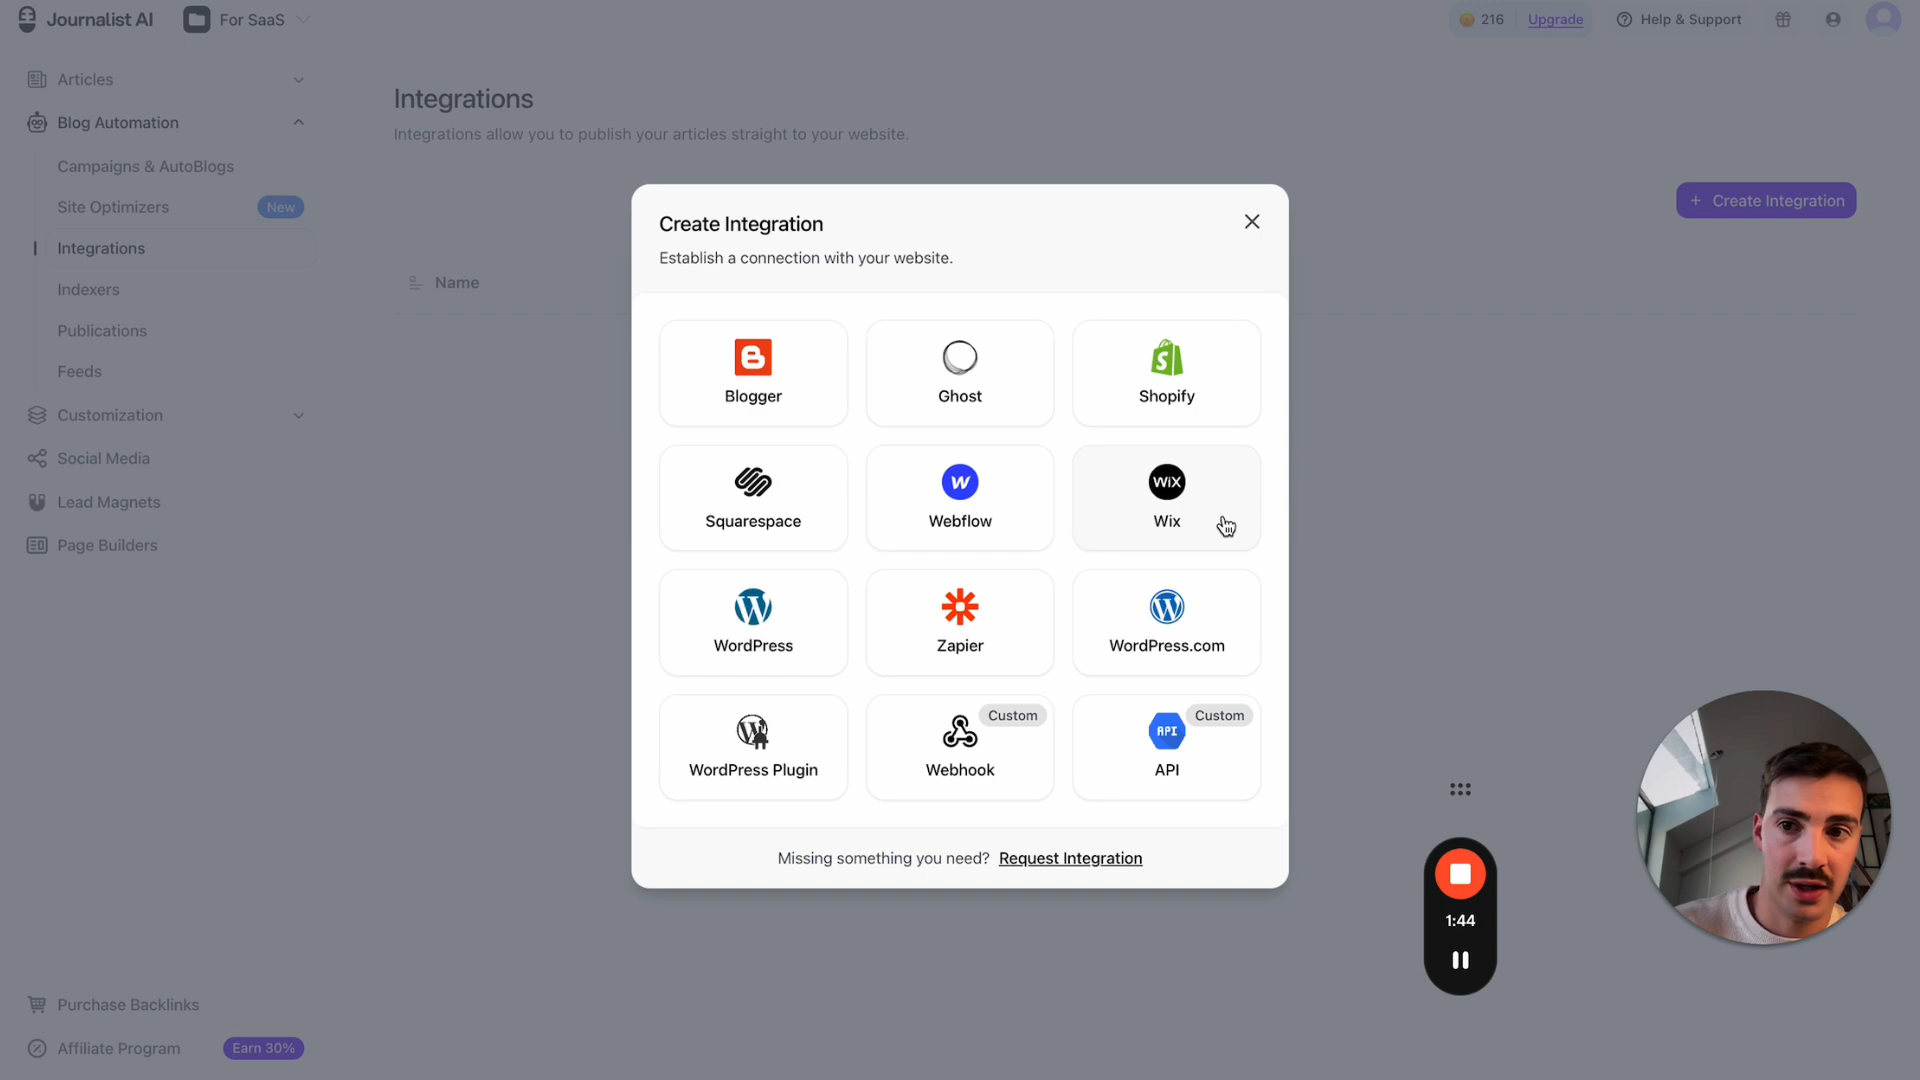 Journalist AI
For SaaS
216
Upgrade
Help & Support
Articles
Blog Automation
Campaigns & AutoBlogs
Site Optimizers
New
Integrations
Indexers
Publications
Feeds
Customization
Social Media
Lead Magnets
Page Builders
Purchase Backlinks
Affiliate Program
Earn 30%
Integrations
Integrations allow you to publish your articles straight to your website.
+ Create Integration
Name
Create Integration
Establish a connection with your website.
Blogger
Ghost
Shopify
Squarespace
Webflow
WiX
Wix
WordPress
Zapier
WordPress.com
WordPress Plugin
Custom
Webhook
Custom
API
API
Missing something you need? Request Integration
1:44